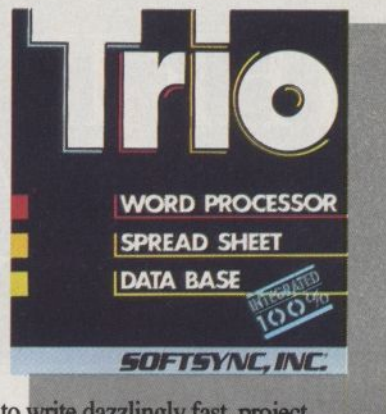 Trio
WORD PROCESSOR
SPREAD SHEET
DATA BASE
INTEGRATED
100%
SOFTSYNC, INC.
to write dazzlingly fast, project